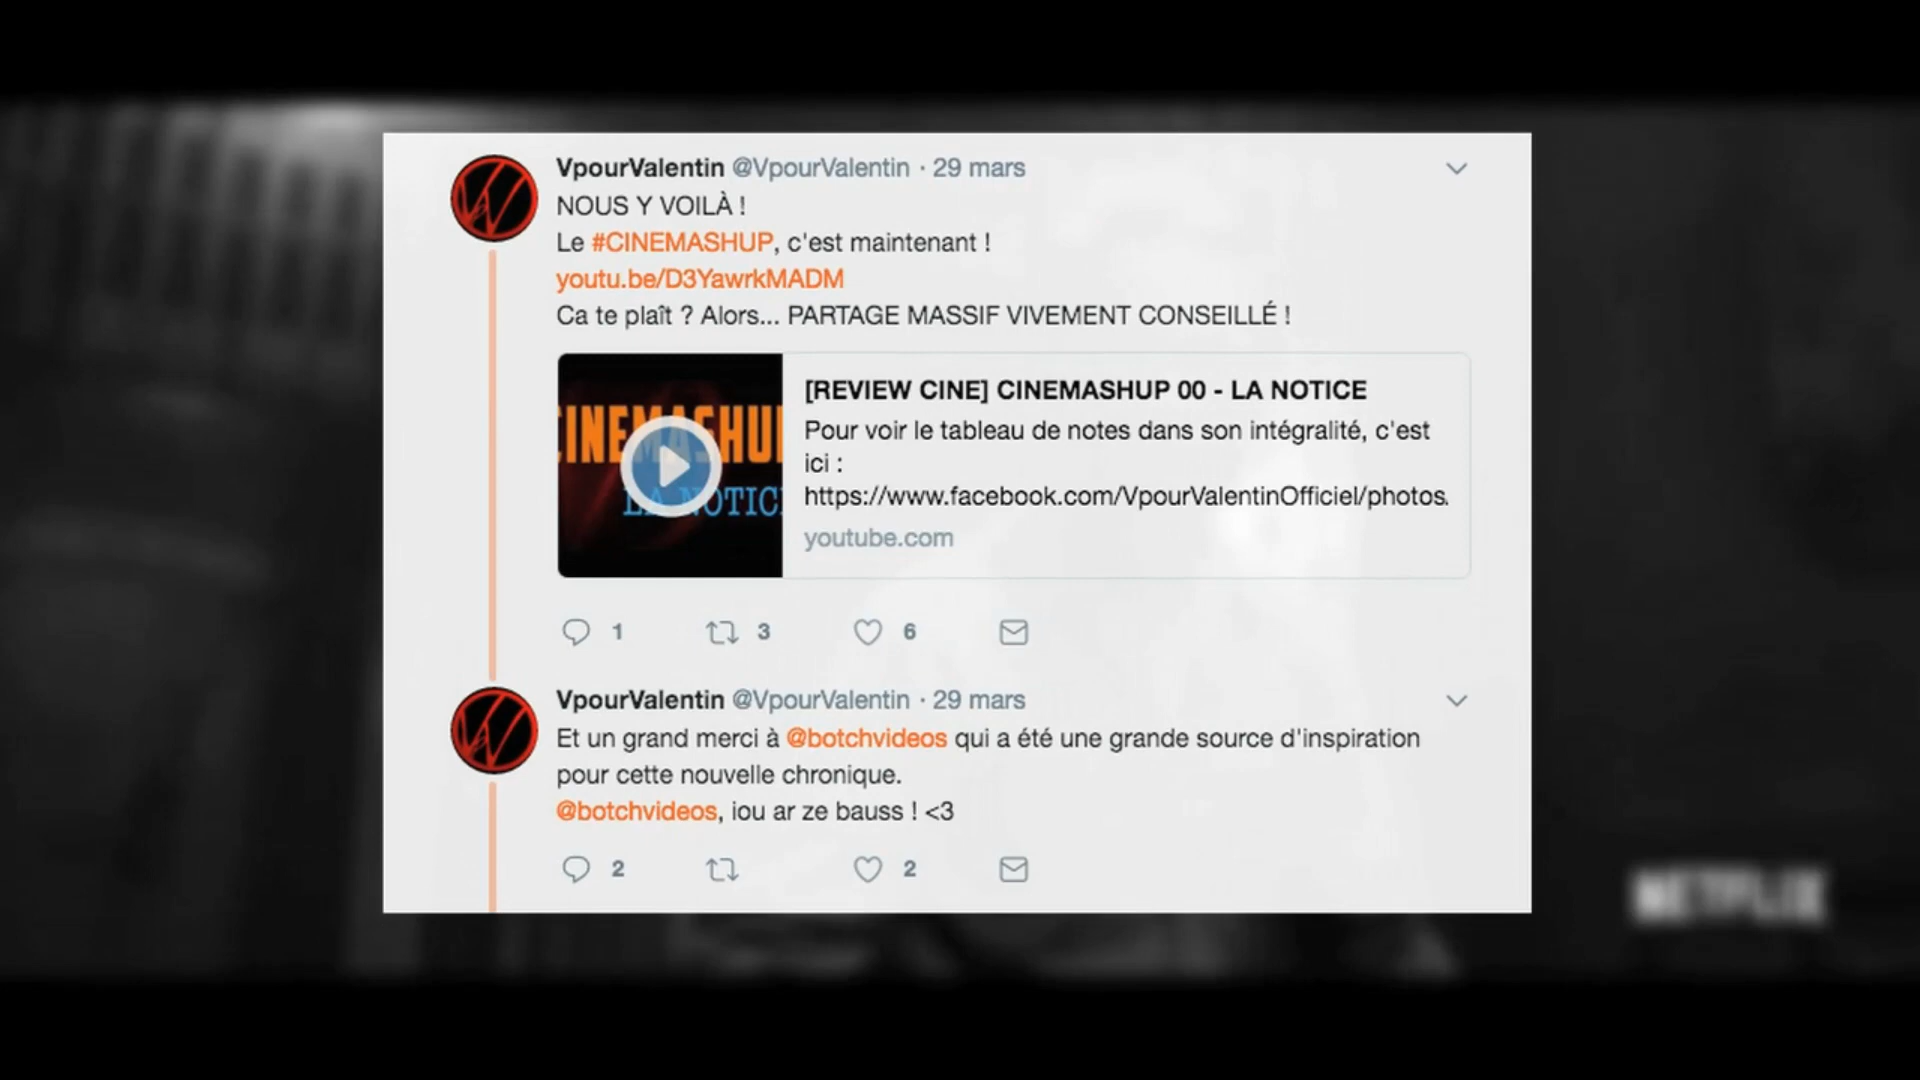 VpourValentin @VpourValentin · 29 mars
NOUS Y VOILÀ !
Le #CINEMASHUP, c'est maintenant !
youtu.be/D3YawrkMADM
Ca te plaît ? Alors... PARTAGE MASSIF VIVEMENT CONSEILLÉ !
CINEMASHUP
LA NOTIC
[REVIEW CINE] CINEMASHUP 00 - LA NOTICE
Pour voir le tableau de notes dans son intégralité, c'est
ici :
https://www.facebook.com/VpourValentinOfficiel/photos.
youtube.com
1 3 6
VpourValentin @VpourValentin · 29 mars
Et un grand merci à @botchvideos qui a été une grande source d'inspiration
pour cette nouvelle chronique.
@botchvideos, iou ar ze bauss ! <3
2 2
NETFLIX